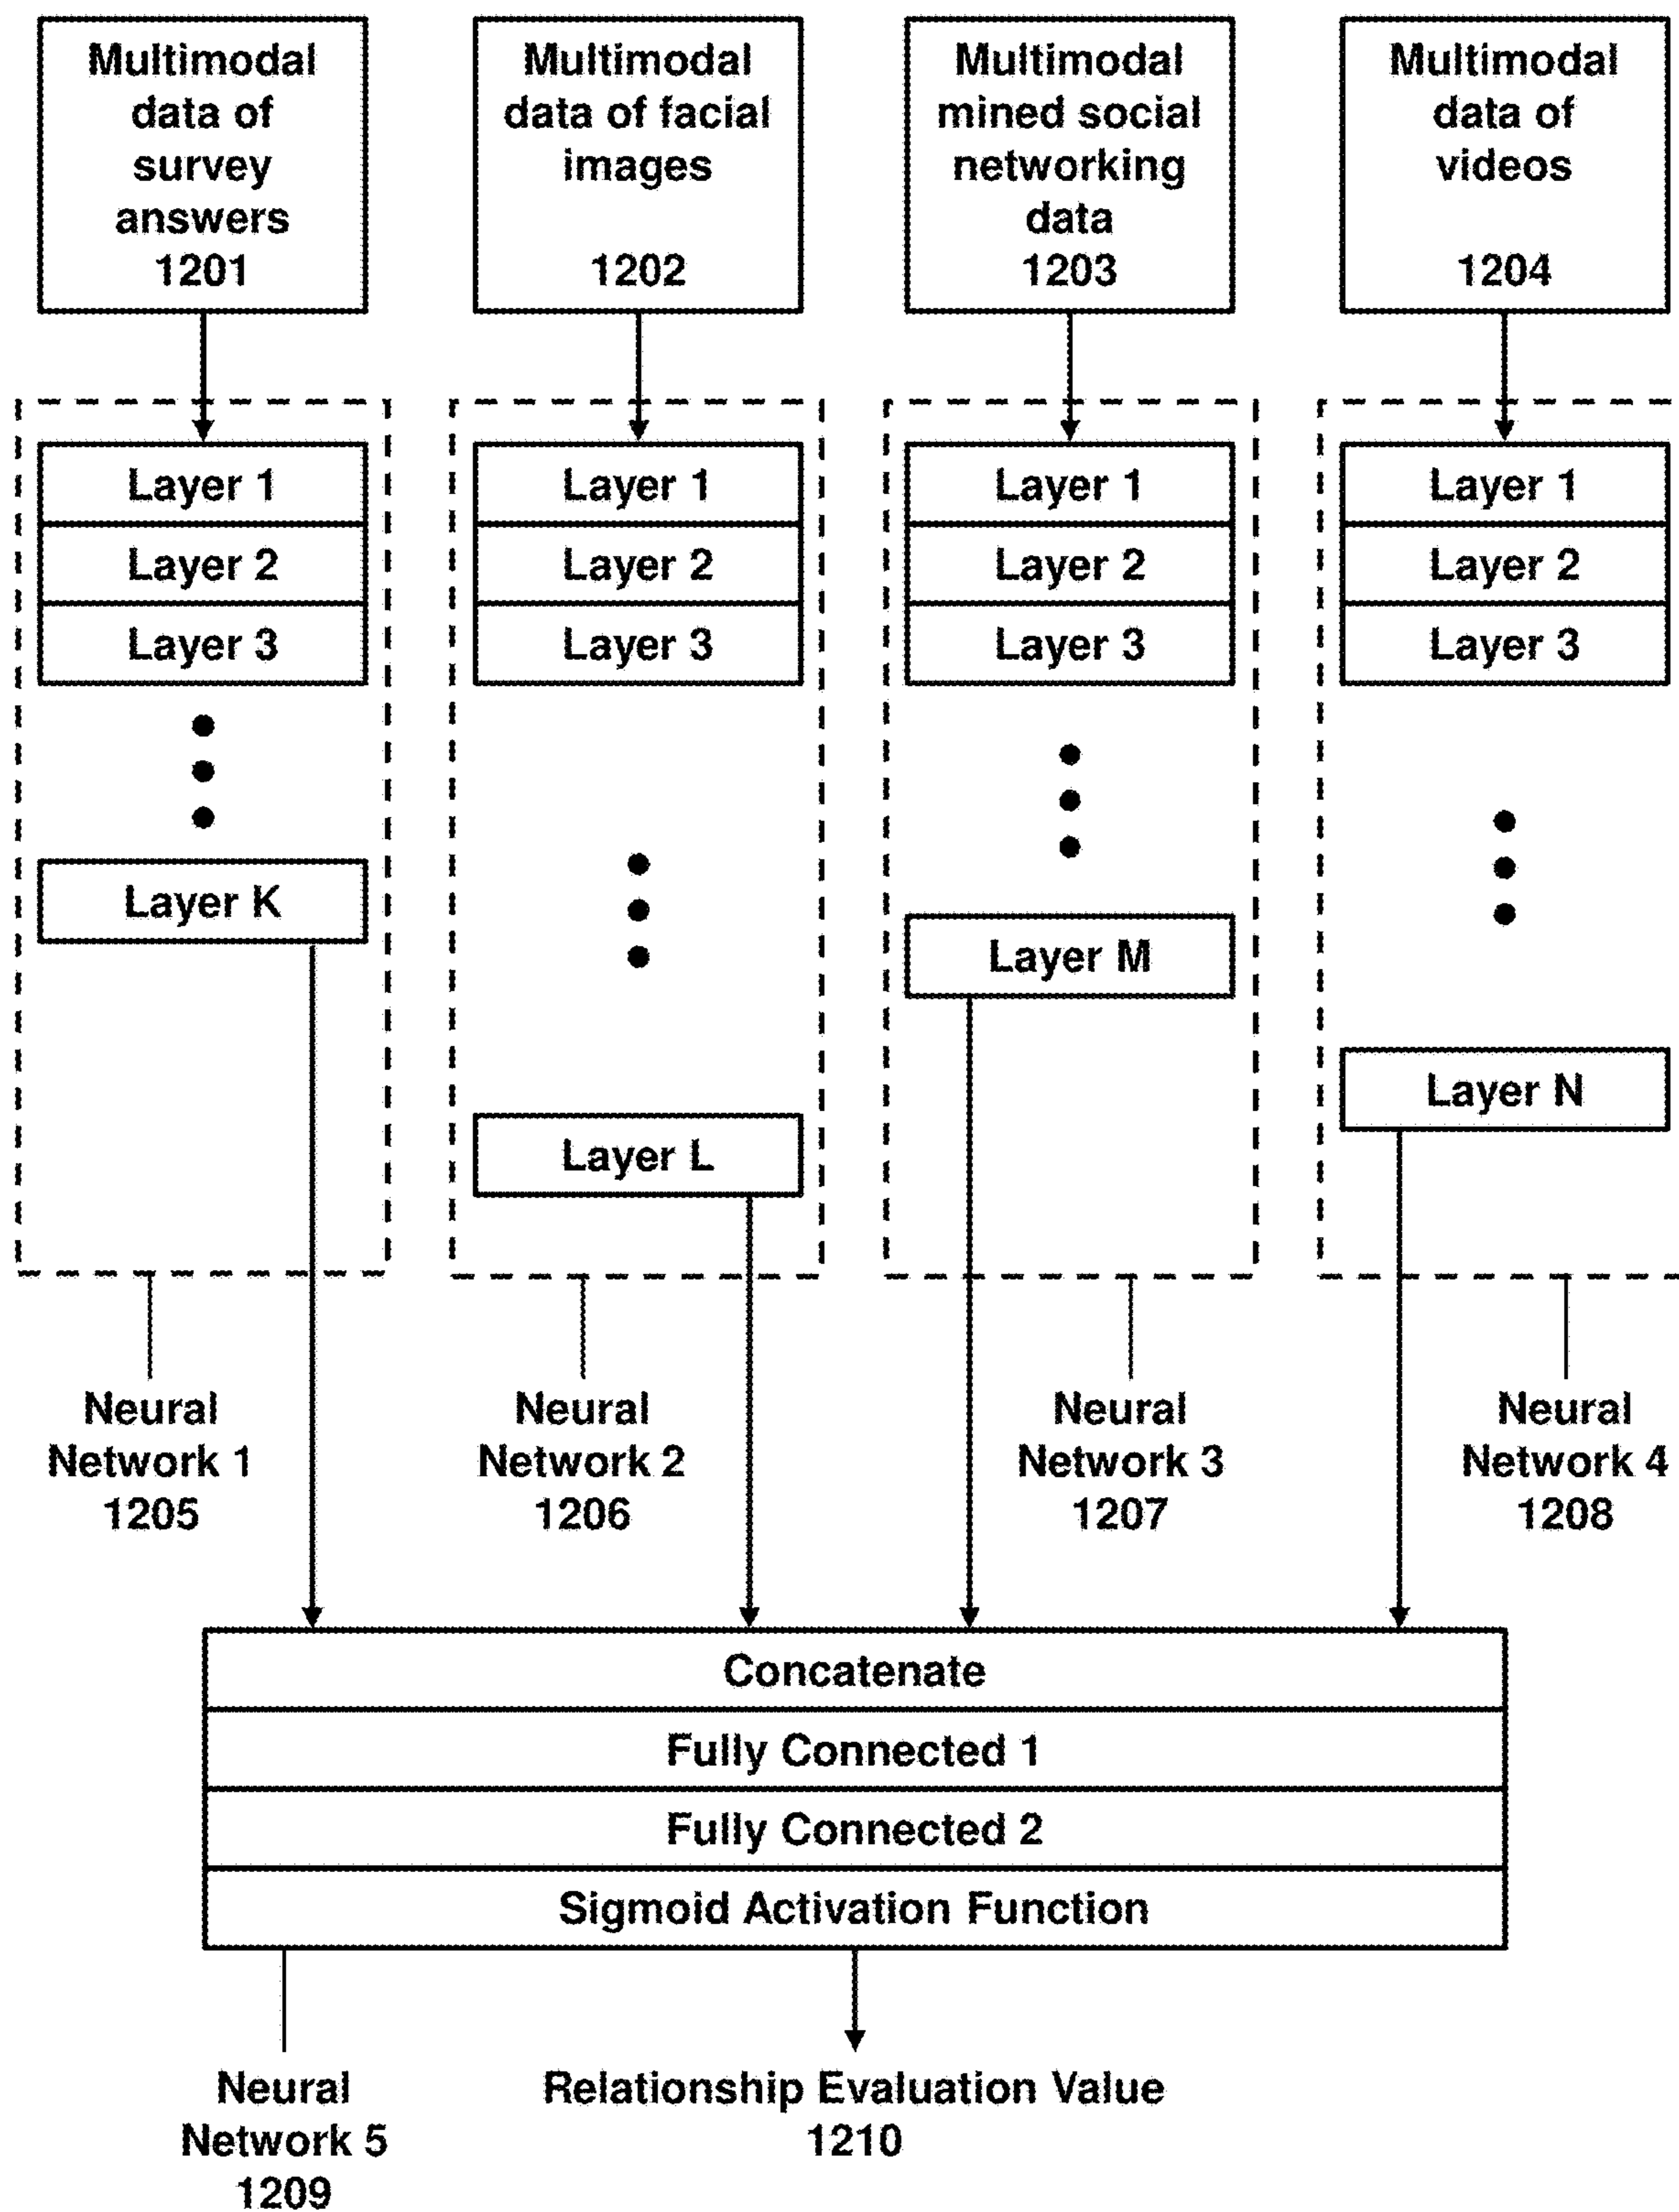 Multimodal
data of
survey
answers
1201
Multimodal
data of facial
images
1202
Multimodal
mined social
networking
data
1203
Multimodal
data of
videos
1204
Layer 1
Layer 2
Layer 3
Layer K
Layer 1
Layer 2
Layer 3
Layer L
Layer 1
Layer 2
Layer 3
Layer M
Layer 1
Layer 2
Layer 3
Layer N
Neural
Network 1
1205
Neural
Network 2
1206
Neural
Network 3
1207
Neural
Network 4
1208
Concatenate
Fully Connected 1
Fully Connected 2
Sigmoid Activation Function
Neural
Network 5
1209
Relationship Evaluation Value
1210